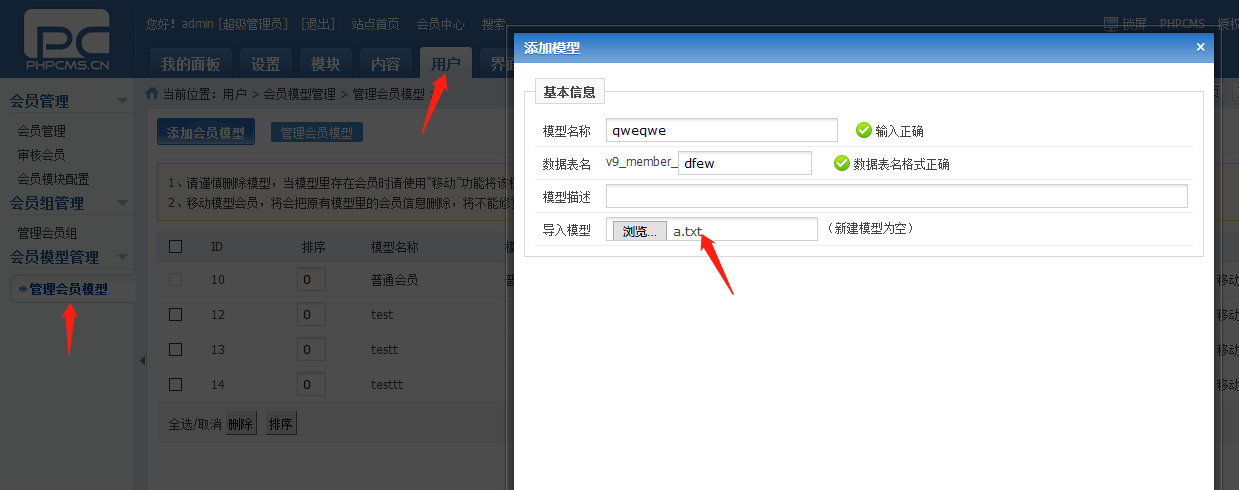 PHPCMS.CN
您好！admin [超级管理员] [退出] 站点首页 会员中心 搜索
锁屏 PHPCMS 授权
我的面板 设置 模块 内容 用户 界面
会员管理
会员管理
审核会员
会员模块配置
会员组管理
管理会员组
会员模型管理
管理会员模型
当前位置：用户 > 会员模型管理 > 管理会员模型 >
添加会员模型 管理会员模型
1、请谨慎删除模型，当模型里存在会员时请使用"移动"功能将该模
2、移动模型会员，将会把原有模型里的会员信息删除，将不能修
ID 排序 模型名称 模
10 0 普通会员 普 移动
12 0 test 移动
13 0 testt 移动
14 0 testtt 移动
全选/取消 删除 排序
添加模型 ×
基本信息
模型名称 qweqwe 输入正确
数据表名 v9_member_ dfew 数据表名格式正确
模型描述
导入模型 浏览... a.txt （新建模型为空）